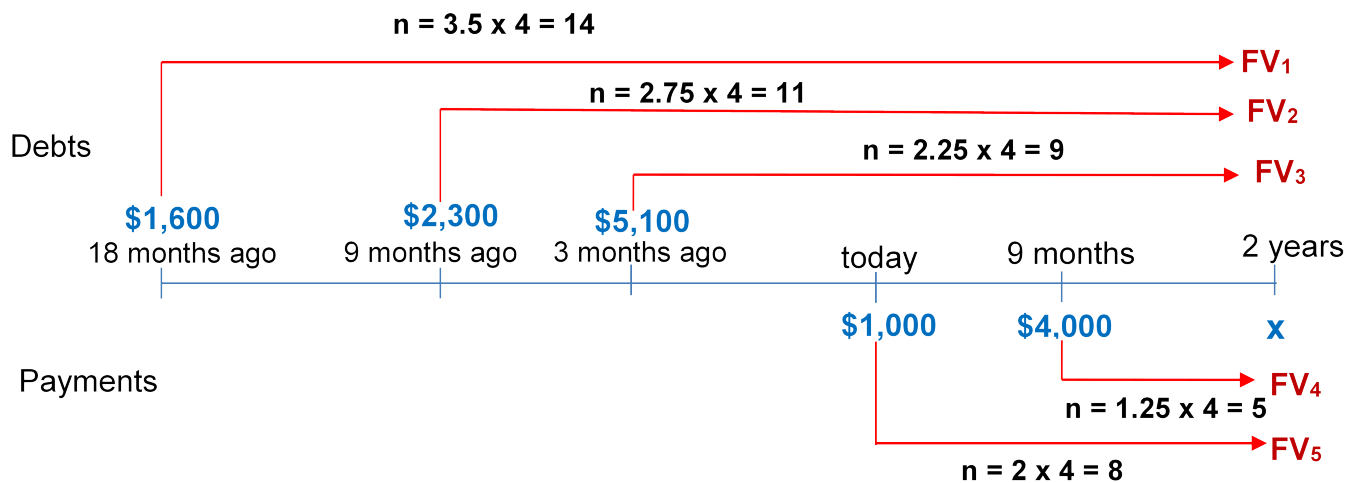 n = 3.5 x 4 = 14
FV₁
n = 2.75 x 4 = 11
FV₂
Debts
n = 2.25 x 4 = 9
FV₃
$1,600
$2,300
$5,100
18 months ago
9 months ago
3 months ago
today
9 months
2 years
$1,000
$4,000
x
Payments
FV₄
n = 1.25 x 4 = 5
FV₅
n = 2 x 4 = 8